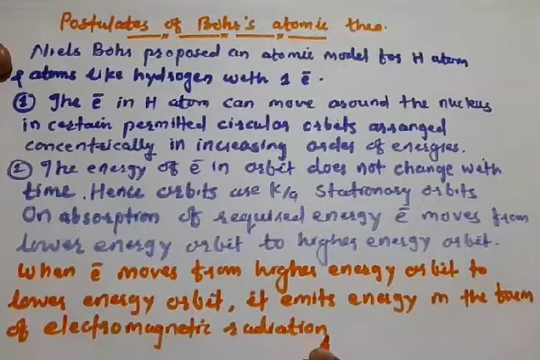 Postulates of Bohr's atomic theo.
Niels Bohr proposed an atomic model for H atom
& atoms like hydrogen with 1 ē.
① The ē in H atom can move around the nucleus
in certain permitted circular orbits arranged
concentrically in increasing order of energies.
② The energy of ē in orbit does not change with
time. Hence orbits are K/a stationary orbits
On absorption of required energy ē moves from
lower energy orbit to higher energy orbit.
When ē moves from higher energy orbit to
lower energy orbit, it emits energy in the form
of electromagnetic radiation